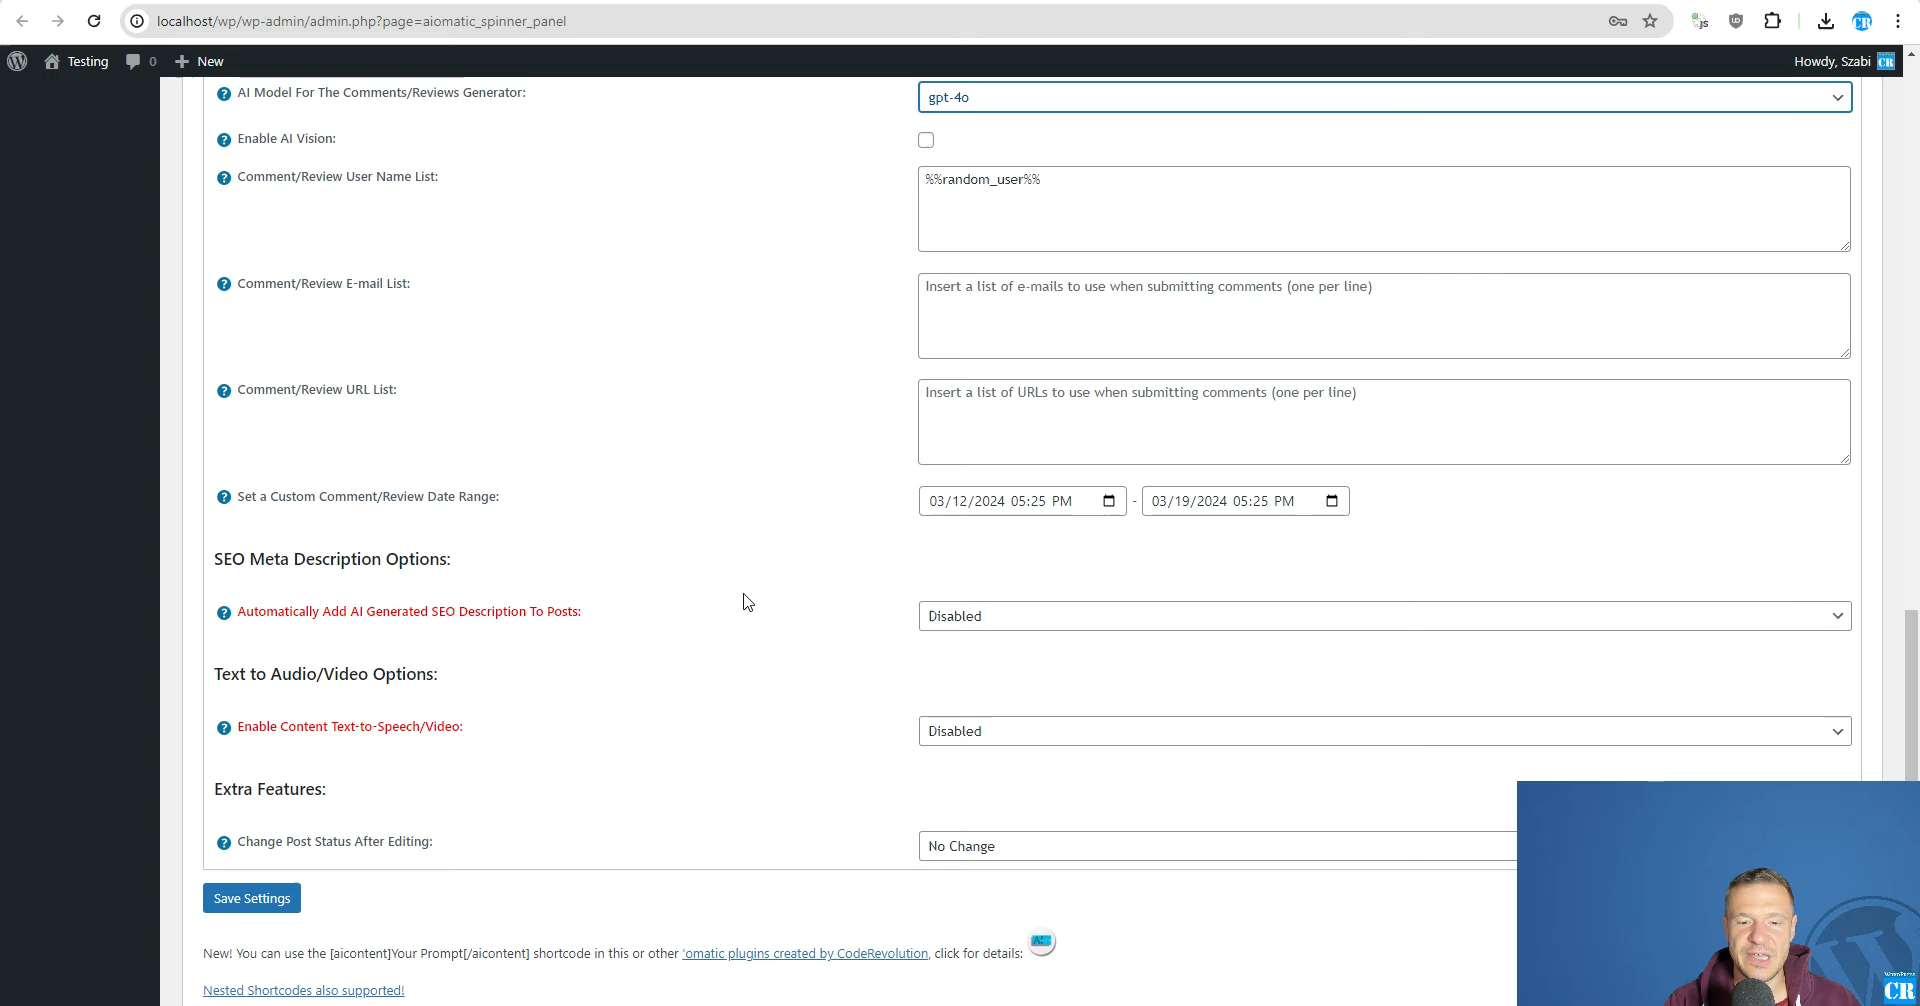 localhost/wp/wp-admin/admin.php?page=aiomatic_spinner_panel
Testing 0 New Howdy, Szabi CR
AI Model For The Comments/Reviews Generator: gpt-4o
Enable AI Vision:
Comment/Review User Name List: %%random_user%%
Comment/Review E-mail List: Insert a list of e-mails to use when submitting comments (one per line)
Comment/Review URL List: Insert a list of URLs to use when submitting comments (one per line)
Set a Custom Comment/Review Date Range: 03/12/2024 05:25 PM - 03/19/2024 05:25 PM
SEO Meta Description Options:
Automatically Add AI Generated SEO Description To Posts: Disabled
Text to Audio/Video Options:
Enable Content Text-to-Speech/Video: Disabled
Extra Features:
Change Post Status After Editing: No Change
Save Settings
New! You can use the [aicontent]Your Prompt[/aicontent] shortcode in this or other 'omatic plugins created by CodeRevolution, click for details:
Nested Shortcodes also supported!
WORDPRESS
CR